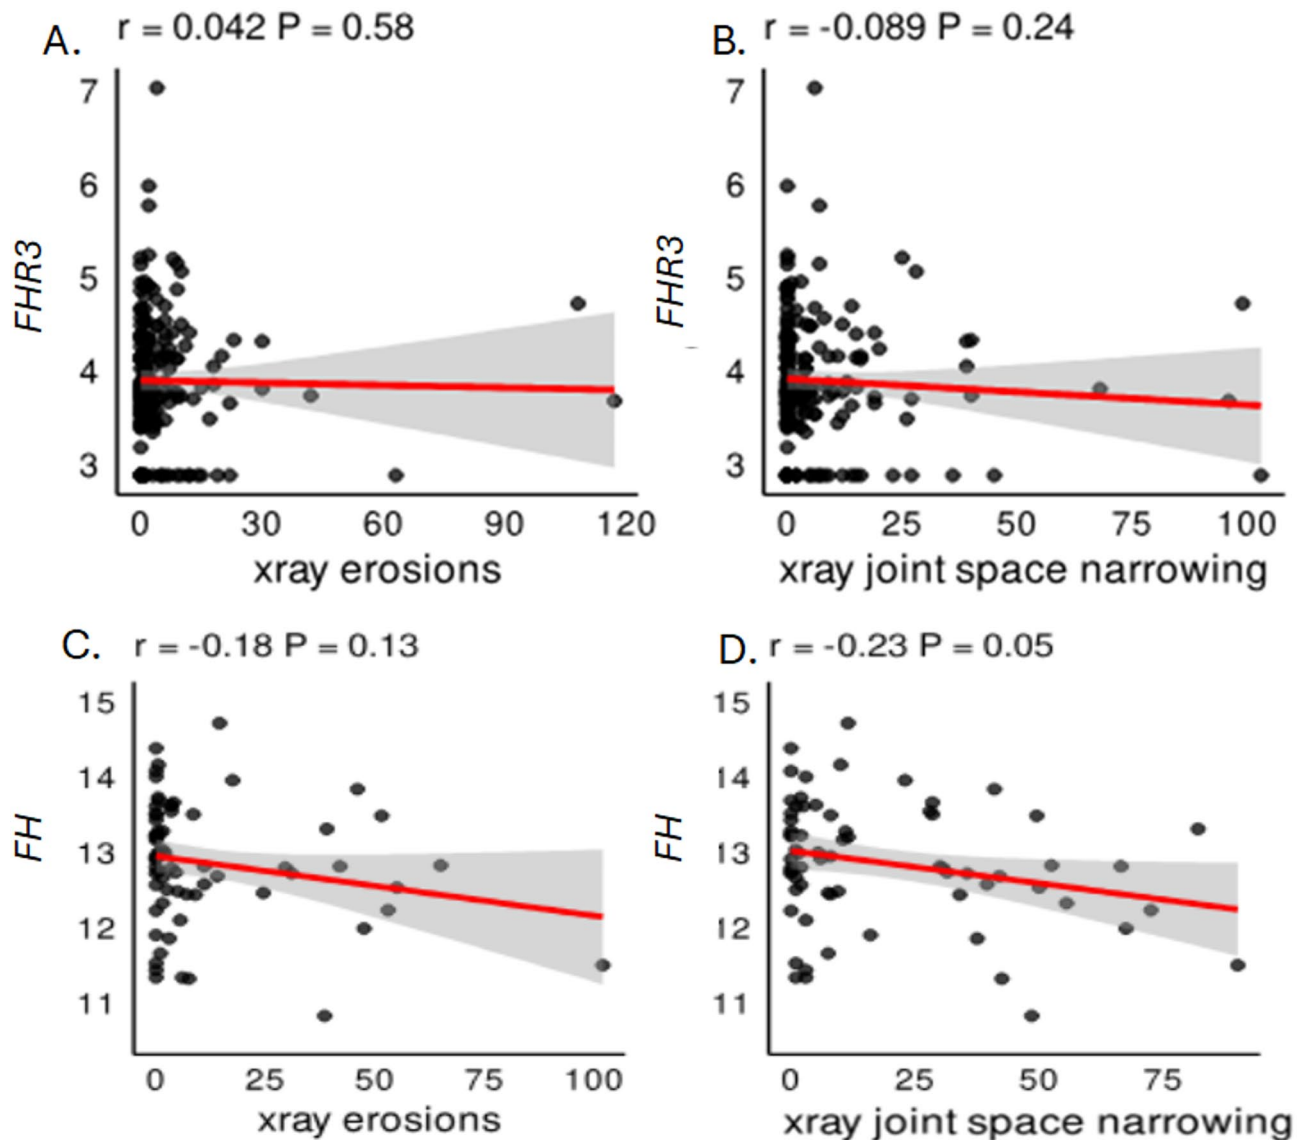 A.
r = 0.042 P = 0.58
7
6
5
4
3
FHR3
0 30 60 90 120
xray erosions
B.
r = -0.089 P = 0.24
7
6
5
4
3
FHR3
0 25 50 75 100
xray joint space narrowing
C.
r = -0.18 P = 0.13
15
14
13
12
11
FH
0 25 50 75 100
xray erosions
D.
r = -0.23 P = 0.05
15
14
13
12
11
FH
0 25 50 75
xray joint space narrowing